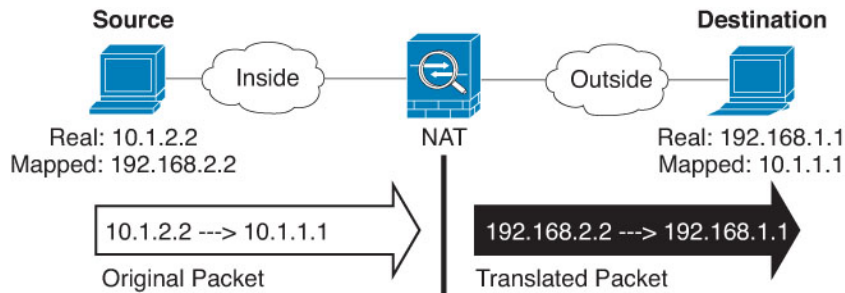 Source
Destination
Inside
Outside
Real: 10.1.2.2
Mapped: 192.168.2.2
NAT
Real: 192.168.1.1
Mapped: 10.1.1.1
10.1.2.2 ---> 10.1.1.1
192.168.2.2 ---> 192.168.1.1
Original Packet
Translated Packet